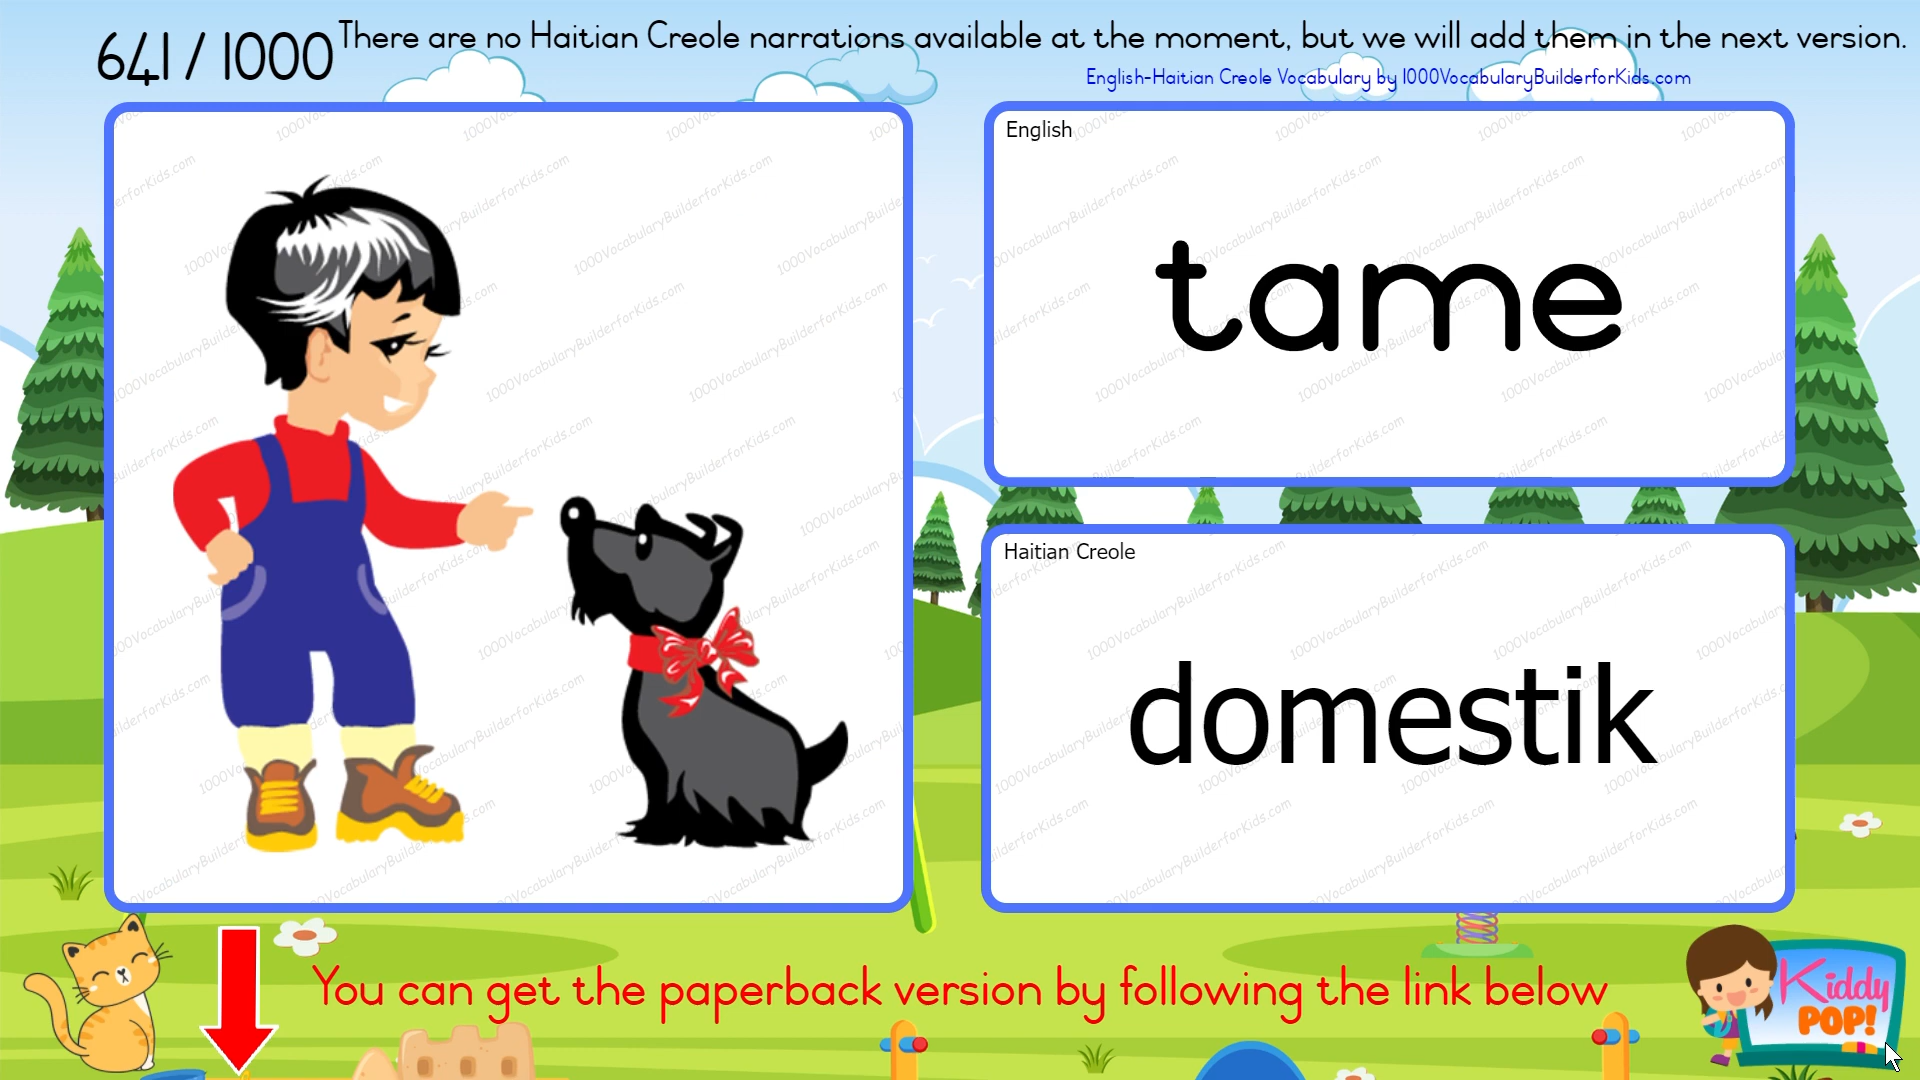 641 / 1000
There are no Haitian Creole narrations available at the moment, but we will add them in the next version.
English-Haitian Creole Vocabulary by 1000VocabularyBuilderforKids.com
English
tame
Haitian Creole
domestik
You can get the paperback version by following the link below
Kiddy
POP!
1000VocabularyBuilderforKids.com